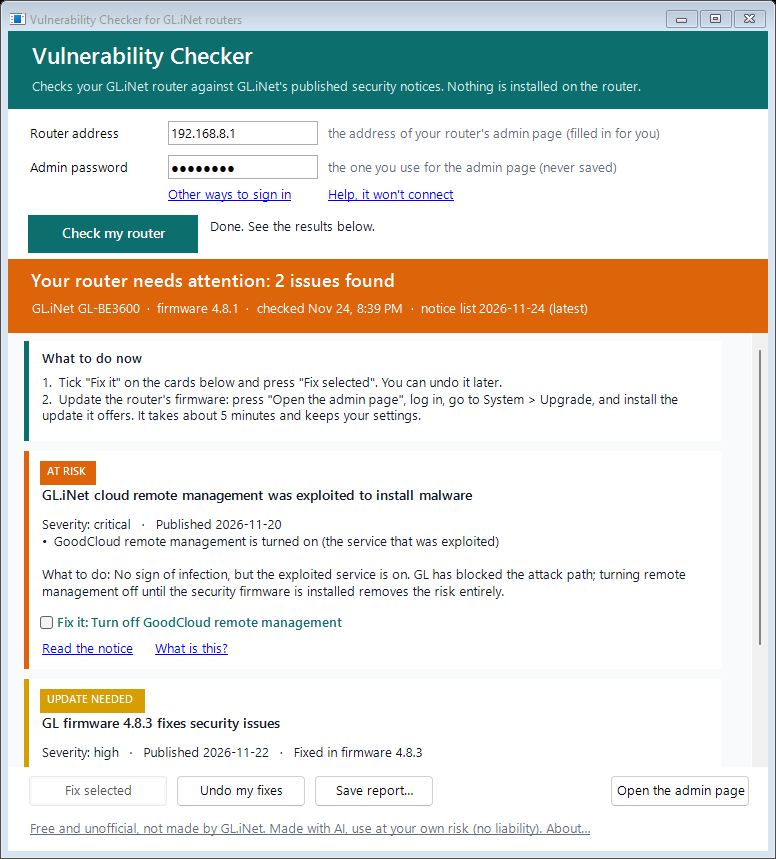 Vulnerability Checker for GL.iNet routers
Vulnerability Checker
Checks your GL.iNet router against GL.iNet's published security notices. Nothing is installed on the router.
Router address 192.168.8.1 the address of your router's admin page (filled in for you)
Admin password ●●●●●●●● the one you use for the admin page (never saved)
Other ways to sign in Help, it won't connect
Check my router Done. See the results below.
Your router needs attention: 2 issues found
GL.iNet GL-BE3600 · firmware 4.8.1 · checked Nov 24, 8:39 PM · notice list 2026-11-24 (latest)
What to do now
1. Tick "Fix it" on the cards below and press "Fix selected". You can undo it later.
2. Update the router's firmware: press "Open the admin page", log in, go to System > Upgrade, and install the
update it offers. It takes about 5 minutes and keeps your settings.
AT RISK
GL.iNet cloud remote management was exploited to install malware
Severity: critical · Published 2026-11-20
• GoodCloud remote management is turned on (the service that was exploited)
What to do: No sign of infection, but the exploited service is on. GL has blocked the attack path; turning remote
management off until the security firmware is installed removes the risk entirely.
Fix it: Turn off GoodCloud remote management
Read the notice What is this?
UPDATE NEEDED
GL firmware 4.8.3 fixes security issues
Severity: high · Published 2026-11-22 · Fixed in firmware 4.8.3
Fix selected Undo my fixes Save report... Open the admin page
Free and unofficial, not made by GL.iNet. Made with AI, use at your own risk (no liability). About...